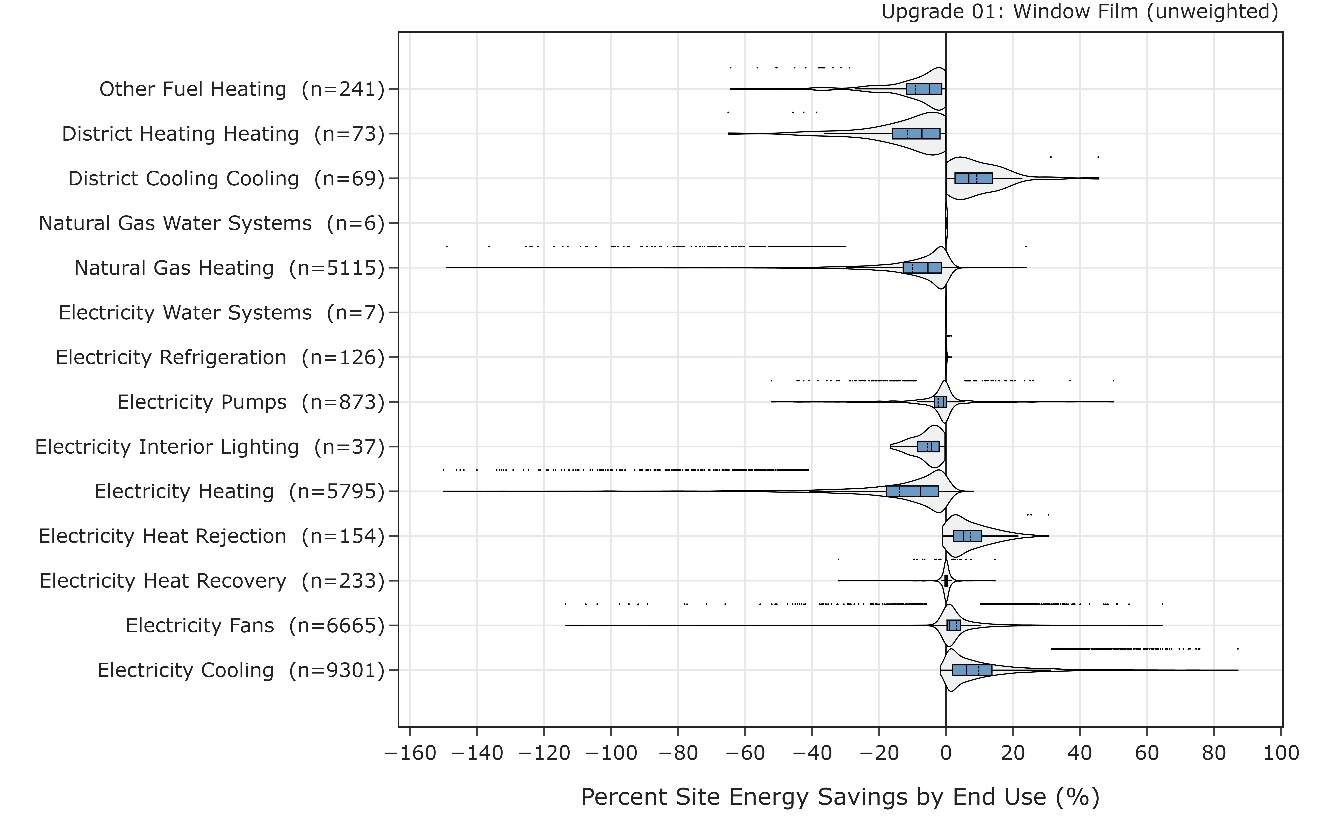 Upgrade 01: Window Film (unweighted)
Other Fuel Heating (n=241)
District Heating Heating (n=73)
District Cooling Cooling (n=69)
Natural Gas Water Systems (n=6)
Natural Gas Heating (n=5115)
Electricity Water Systems (n=7)
Electricity Refrigeration (n=126)
Electricity Pumps (n=873)
Electricity Interior Lighting (n=37)
Electricity Heating (n=5795)
Electricity Heat Rejection (n=154)
Electricity Heat Recovery (n=233)
Electricity Fans (n=6665)
Electricity Cooling (n=9301)
−160 −140 −120 −100 −80 −60 −40 −20 0 20 40 60 80 100
Percent Site Energy Savings by End Use (%)